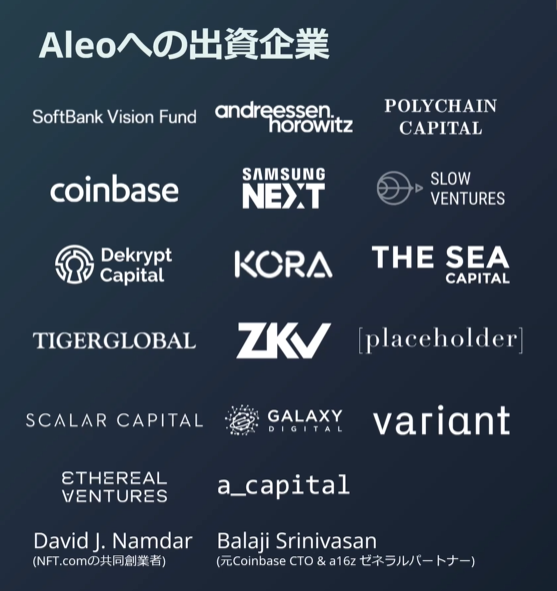 Aleoへの出資企業
SoftBank Vision Fund
andreessen.
horowitz
POLYCHAIN
CAPITAL
coinbase
SAMSUNG
NEXT
SLOW
VENTURES
Dekrypt
Capital
KORA
THE SEA
CAPITAL
TIGERGLOBAL
ZKV
[placeholder]
SCALAR CAPITAL
GALAXY
DIGITAL
variant
ETHEREAL
VENTURES
a_capital
David J. Namdar
(NFT.comの共同創業者)
Balaji Srinivasan
(元Coinbase CTO & a16z ゼネラルパートナー)